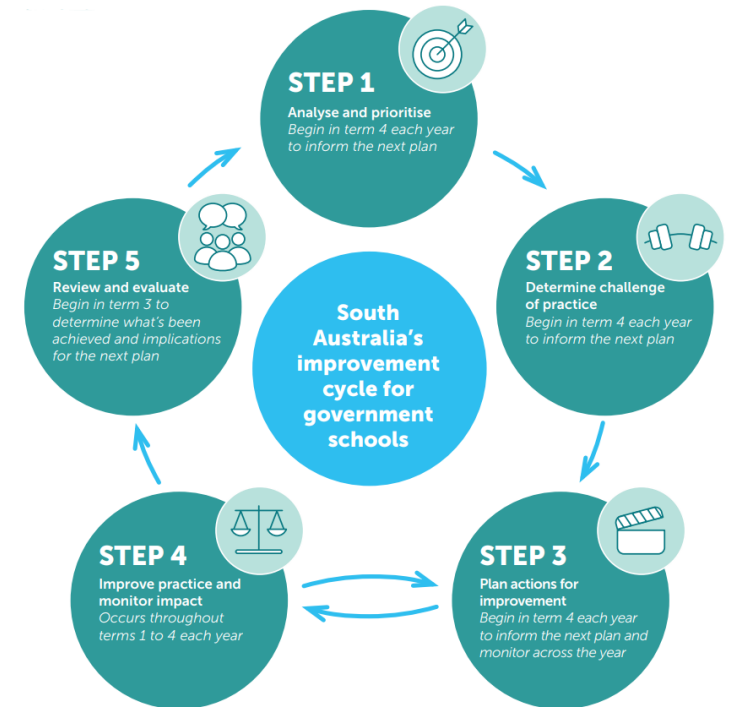 STEP 1
Analyse and prioritise
Begin in term 4 each year
to inform the next plan
STEP 2
Determine challenge
of practice
Begin in term 4 each year
to inform the next plan
STEP 3
Plan actions for
improvement
Begin in term 4 each year
to inform the next plan and
monitor across the year
STEP 4
Improve practice and
monitor impact
Occurs throughout
terms 1 to 4 each year
STEP 5
Review and evaluate
Begin in term 3 to
determine what's been
achieved and implications
for the next plan
South
Australia's
improvement
cycle for
government
schools